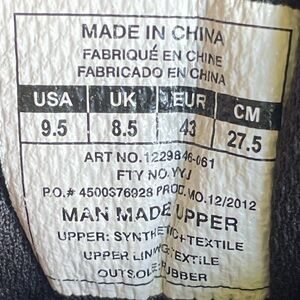 MADE IN CHINA
FABRIQUÉ EN CHINE
FABRICADO EN CHINA
USA UK EUR CM
9.5 8.5 43 27.5
ART NO.1229846-061
FTY NO.YYJ
P.O.# 4500376928 PROD.MO.12/2012
MAN MADE UPPER
UPPER: SYNTHETIC+TEXTILE
UPPER LINING:TEXTILE
OUTSOLE:RUBBER